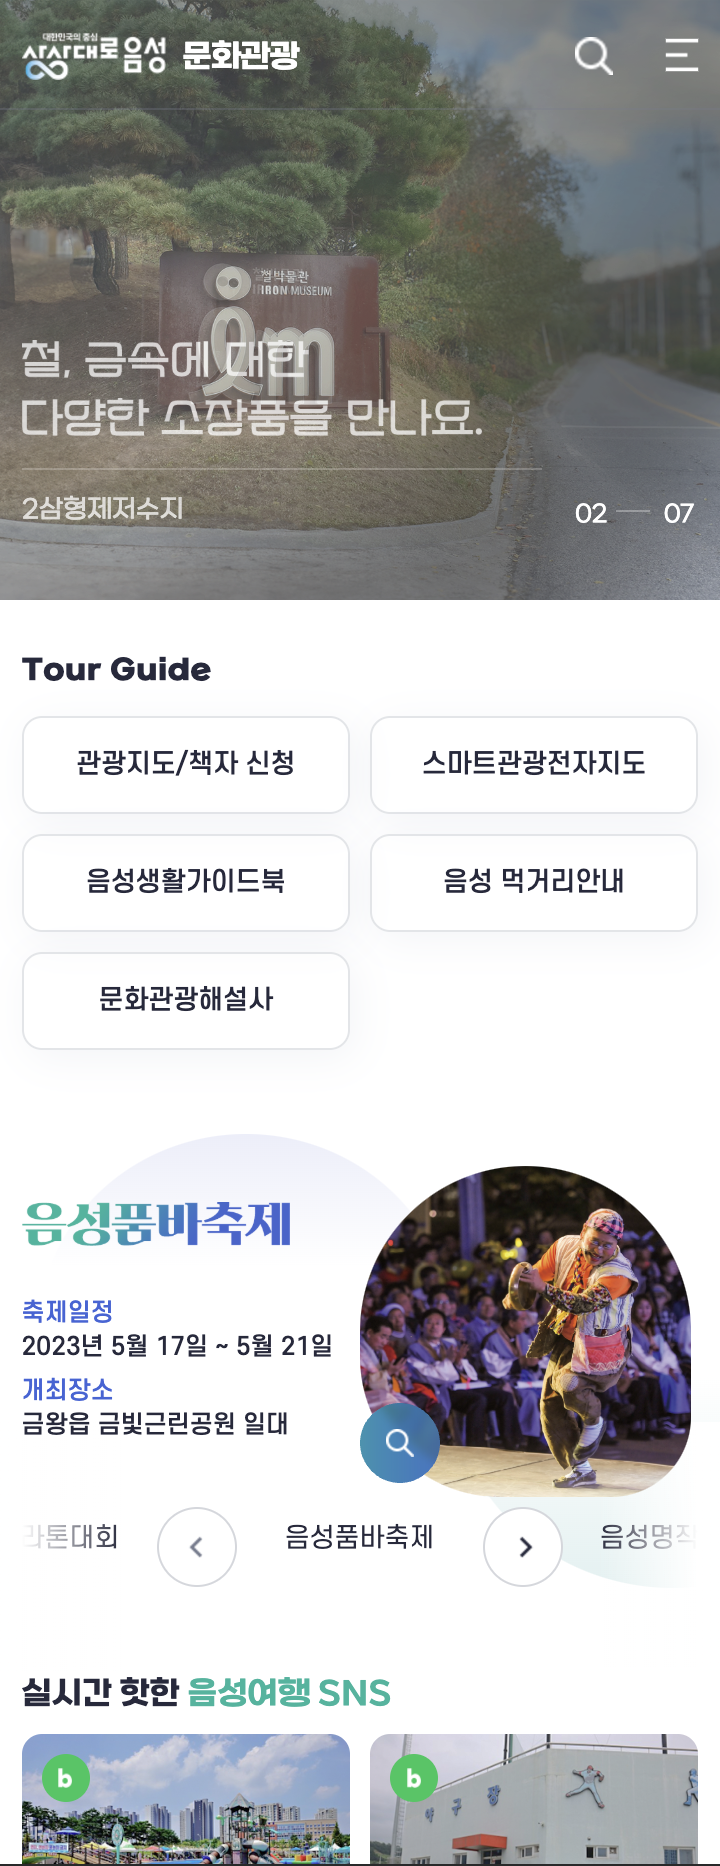 대한민국의 중심
상상대로 음성 문화관광
철박물관
IRON MUSEUM
철, 금속에 대한
다양한 소장품을 만나요.
2삼형제저수지
02 07
Tour Guide
관광지도/책자 신청
스마트관광전자지도
음성생활가이드북
음성 먹거리안내
문화관광해설사
음성품바축제
축제일정
2023년 5월 17일 ~ 5월 21일
개최장소
금왕읍 금빛근린공원 일대
라톤대회
음성품바축제
음성명작
실시간 핫한 음성여행 SNS
b
b
야구장